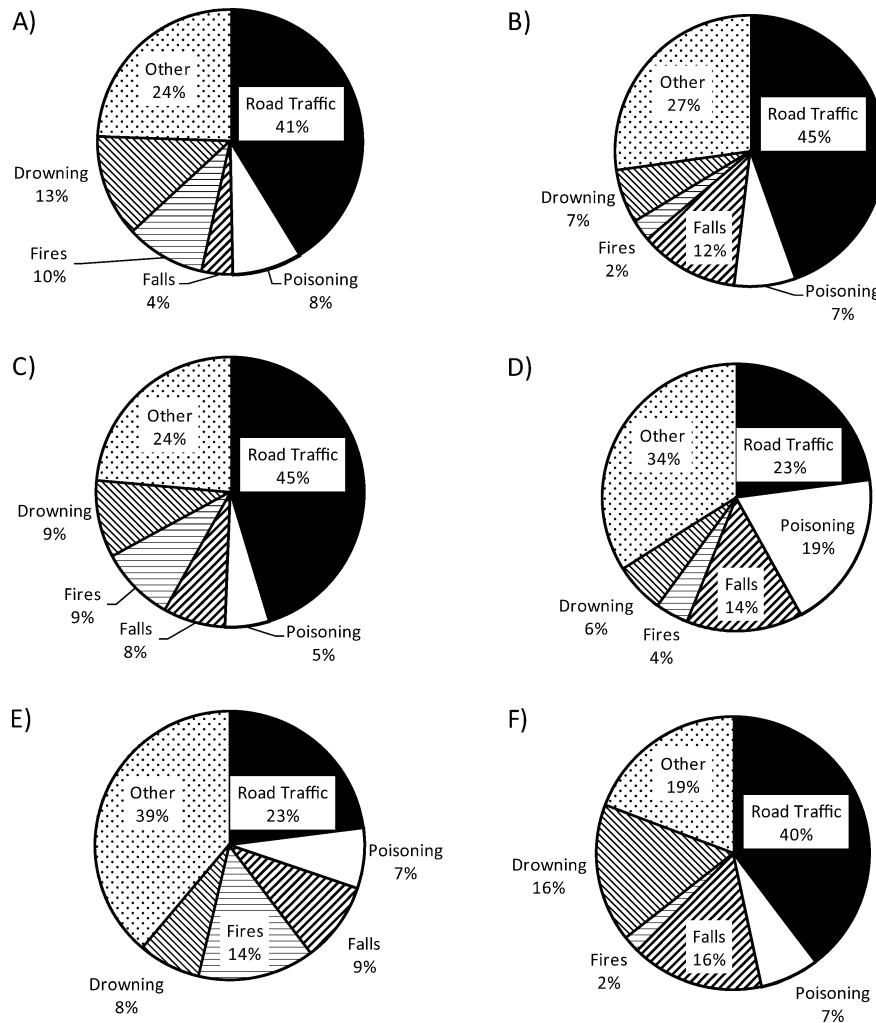 A)
Other
24%
Road Traffic
41%
Drowning
13%
Fires
10%
Falls
4%
Poisoning
8%
B)
Other
27%
Road Traffic
45%
Drowning
7%
Fires
2%
Falls
12%
Poisoning
7%
C)
Other
24%
Road Traffic
45%
Drowning
9%
Fires
9%
Falls
8%
Poisoning
5%
D)
Other
34%
Road Traffic
23%
Poisoning
19%
Falls
14%
Drowning
6%
Fires
4%
E)
Other
39%
Road Traffic
23%
Poisoning
7%
Fires
14%
Falls
9%
Drowning
8%
F)
Other
19%
Road Traffic
40%
Drowning
16%
Falls
16%
Fires
2%
Poisoning
7%